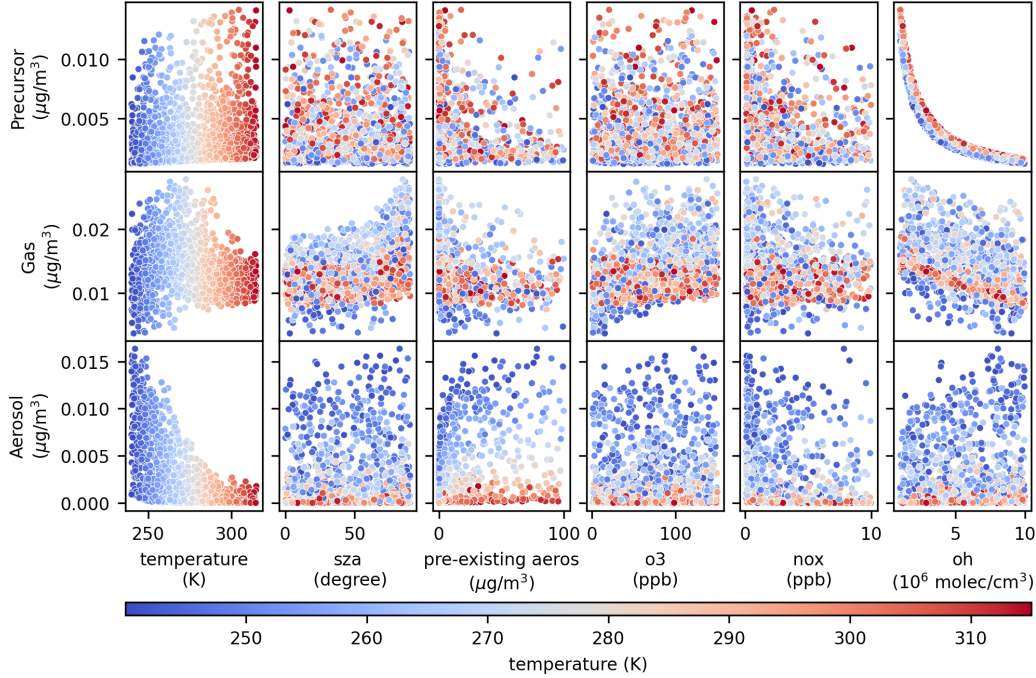 Precursor
(μg/m³)
0.010
0.005
Gas
(μg/m³)
0.02
0.01
Aerosol
(μg/m³)
0.015
0.010
0.005
0.000
250 300
0 50
0 100
0 100
0 10
5 10
temperature
(K)
sza
(degree)
pre-existing aeros
(μg/m³)
o3
(ppb)
nox
(ppb)
oh
(10⁶ molec/cm³)
250 260 270 280 290 300 310
temperature (K)